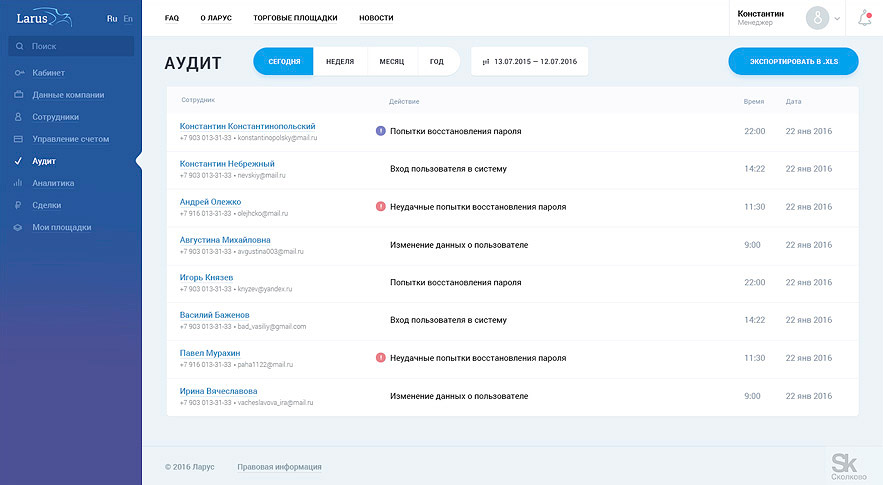 Larus
Ru En
FAQ О ЛАРУС ТОРГОВЫЕ ПЛОЩАДКИ НОВОСТИ
Константин
Менеджер
Поиск
Кабинет
Данные компании
Сотрудники
Управление счетом
Аудит
Аналитика
Сделки
Мои площадки
АУДИТ
СЕГОДНЯ НЕДЕЛЯ МЕСЯЦ ГОД
13.07.2015 — 12.07.2016
ЭКСПОРТИРОВАТЬ В .XLS
Сотрудник Действие Время Дата
Константин Константинопольский
+7 903 013-31-33 • konstantinopolsky@mail.ru
Попытки восстановления пароля 22:00 22 янв 2016
Константин Небрежный
+7 903 013-31-33 • nevskiy@mail.ru
Вход пользователя в систему 14:22 22 янв 2016
Андрей Олежко
+7 916 013-31-33 • olejhcko@mail.ru
Неудачные попытки восстановления пароля 11:30 22 янв 2016
Августина Михайловна
+7 903 013-31-33 • avgustina003@mail.ru
Изменение данных о пользователе 9:00 22 янв 2016
Игорь Князев
+7 903 013-31-33 • knyzev@yandex.ru
Попытки восстановления пароля 22:00 22 янв 2016
Василий Баженов
+7 903 013-31-33 • bad_vasiliy@gmail.com
Вход пользователя в систему 14:22 22 янв 2016
Павел Мурахин
+7 916 013-31-33 • paha1122@mail.ru
Неудачные попытки восстановления пароля 11:30 22 янв 2016
Ирина Вячеславова
+7 903 013-31-33 • vacheslavova_ira@mail.ru
Изменение данных о пользователе 9:00 22 янв 2016
© 2016 Ларус Правовая информация
Sk
Сколково